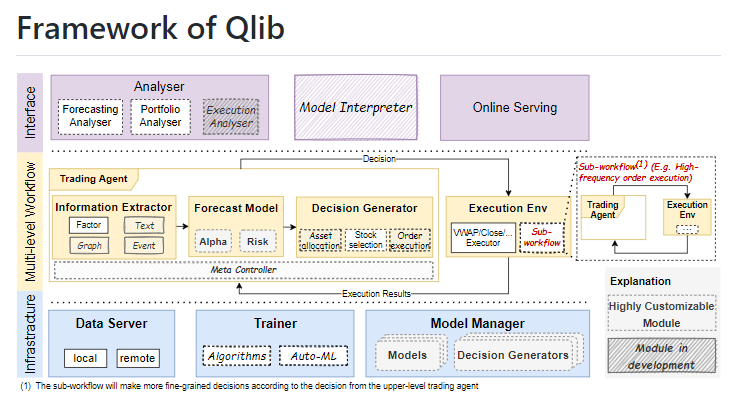 Framework of Qlib
Interface
Analyser
Forecasting
Analyser
Portfolio
Analyser
Execution
Analyser
Model Interpreter
Online Serving
Multi-level Workflow
Decision
Trading Agent
Information Extractor
Factor
Text
Graph
Event
Forecast Model
Alpha
Risk
Decision Generator
Asset
allocation
Stock
selection
Order
execution
Meta Controller
Execution Env
VWAP/Close/...
Executor
Sub-
workflow
Sub-workflow(1) (E.g. High-
frequency order execution)
Trading
Agent
Execution
Env
Execution Results
Infrastracture
Data Server
local
remote
Trainer
Algorithms
Auto-ML
Model Manager
Models
Decision Generators
Explanation
Highly Customizable
Module
Module in
development
(1) The sub-workflow will make more fine-grained decisions according to the decision from the upper-level trading agent